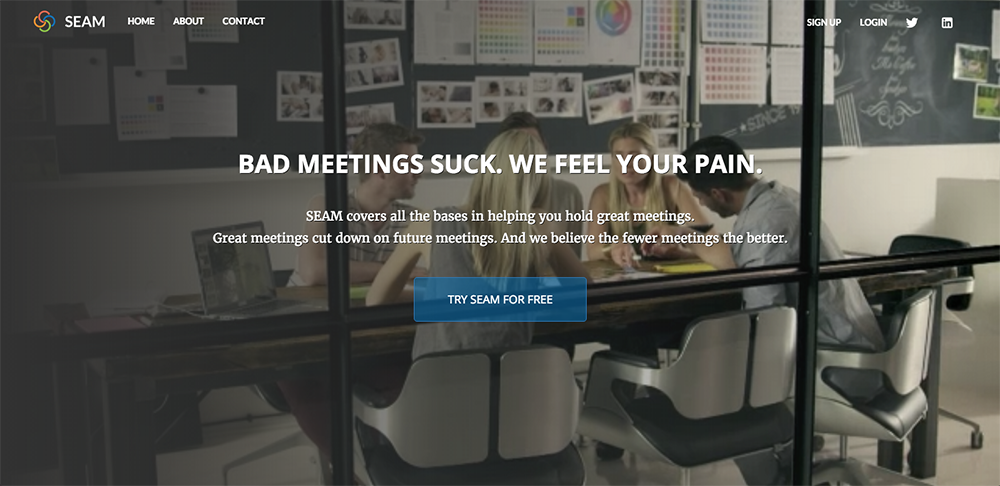 SEAM HOME ABOUT CONTACT SIGN UP LOGIN
SINCE
BAD MEETINGS SUCK. WE FEEL YOUR PAIN.
SEAM covers all the bases in helping you hold great meetings.
Great meetings cut down on future meetings. And we believe the fewer meetings the better.
TRY SEAM FOR FREE